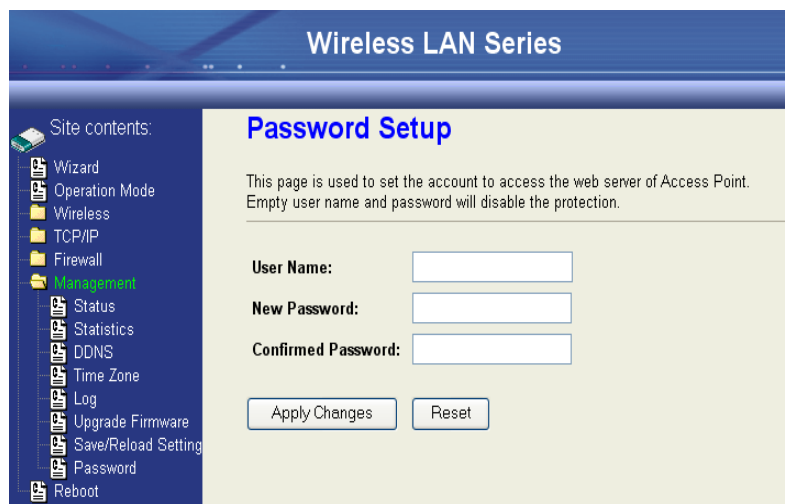 Wireless LAN Series
Site contents:
Wizard
Operation Mode
Wireless
TCP/IP
Firewall
Management
Status
Statistics
DDNS
Time Zone
Log
Upgrade Firmware
Save/Reload Setting
Password
Reboot
Password Setup
This page is used to set the account to access the web server of Access Point.
Empty user name and password will disable the protection.
User Name:
New Password:
Confirmed Password:
Apply Changes
Reset